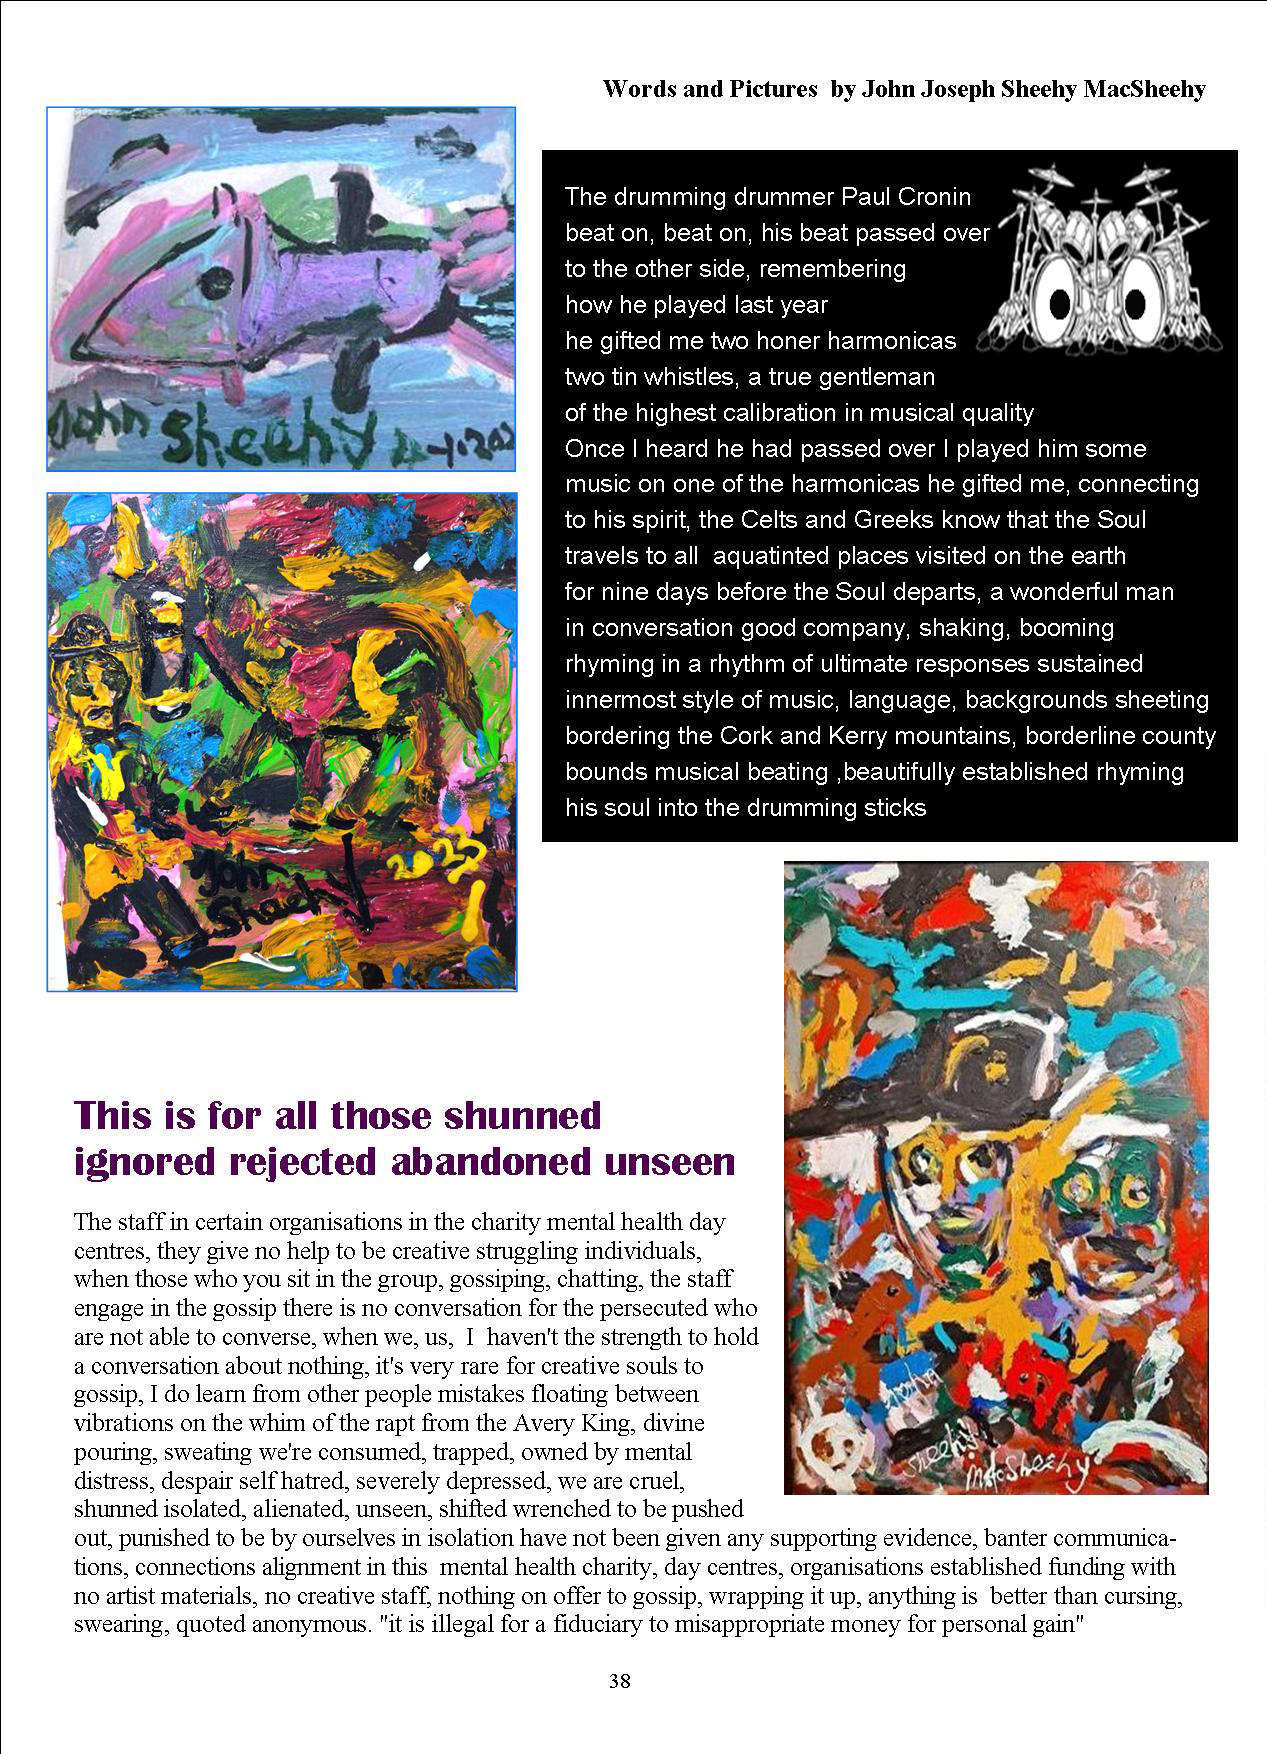 Words and Pictures  by John Joseph Sheehy MacSheehy
John Sheehy
The drumming drummer Paul Cronin
beat on, beat on, his beat passed over
to the other side, remembering
how he played last year
he gifted me two honer harmonicas
two tin whistles, a true gentleman
of the highest calibration in musical quality
Once I heard he had passed over I played him some
music on one of the harmonicas he gifted me, connecting
to his spirit, the Celts and Greeks know that the Soul
travels to all  aquatinted places visited on the earth
for nine days before the Soul departs, a wonderful man
in conversation good company, shaking, booming
rhyming in a rhythm of ultimate responses sustained
innermost style of music, language, backgrounds sheeting
bordering the Cork and Kerry mountains, borderline county
bounds musical beating ,beautifully established rhyming
his soul into the drumming sticks
John 2023
Sheehy
This is for all those shunned
ignored rejected abandoned unseen
The staff in certain organisations in the charity mental health day
centres, they give no help to be creative struggling individuals,
when those who you sit in the group, gossiping, chatting, the staff
engage in the gossip there is no conversation for the persecuted who
are not able to converse, when we, us,  I  haven't the strength to hold
a conversation about nothing, it's very rare for creative souls to
gossip, I do learn from other people mistakes floating between
vibrations on the whim of the rapt from the Avery King, divine
pouring, sweating we're consumed, trapped, owned by mental
distress, despair self hatred, severely depressed, we are cruel,
shunned isolated, alienated, unseen, shifted wrenched to be pushed
out, punished to be by ourselves in isolation have not been given any supporting evidence, banter communica-
tions, connections alignment in this  mental health charity, day centres, organisations established funding with
no artist materials, no creative staff, nothing on offer to gossip, wrapping it up, anything is  better than cursing,
swearing, quoted anonymous. "it is illegal for a fiduciary to misappropriate money for personal gain"
sheehy
MacSheehy
38